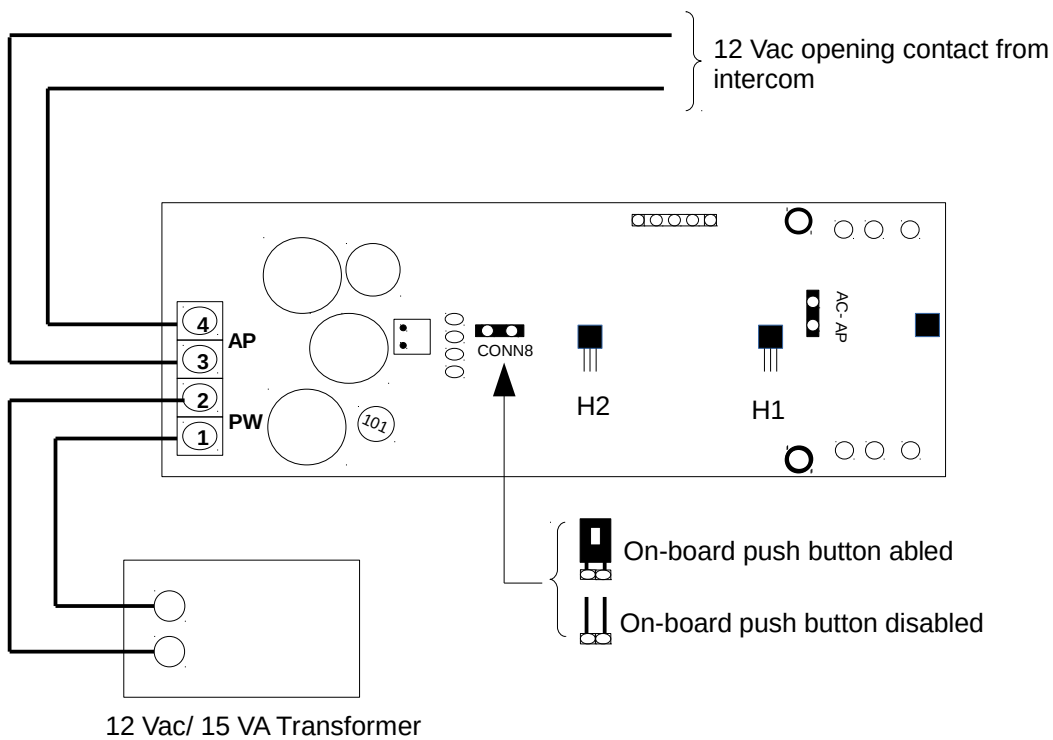 12 Vac opening contact from
intercom
4
AP
3
2
PW
1
101
CONN8
H2
H1
AC- AP
On-board push button abled
On-board push button disabled
12 Vac/ 15 VA Transformer